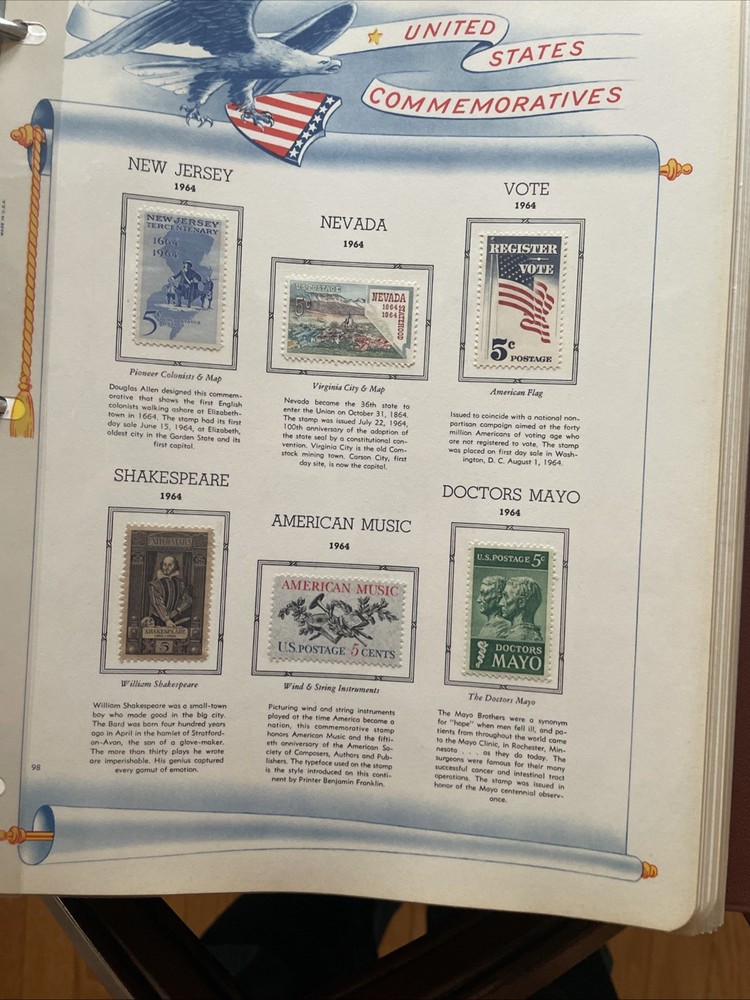 UNITED
STATES
COMMEMORATIVES
MADE IN U.S.A.
NEW JERSEY
1964
NEW JERSEY
TERCENTENARY
1664
1964
5¢
Pioneer Colonists & Map
Douglas Allen designed this commem-
orative that shows the first English
colonists walking ashore at Elizabeth-
town in 1664. The stamp had its first
day sale June 15, 1964, at Elizabeth,
oldest city in the Garden State and its
first capital.
NEVADA
1964
U.S. POSTAGE
5¢
NEVADA
1864
1964
STATEHOOD
Virginia City & Map
Nevada became the 36th state to
enter the Union on October 31, 1864.
The stamp was issued July 22, 1964,
100th anniversary of the adoption of
the state seal by a constitutional con-
vention. Virginia City is the old Com-
stock mining town. Carson City, first
day site, is now the capital.
VOTE
1964
REGISTER
VOTE
5c POSTAGE
American Flag
Issued to coincide with a national non-
partisan campaign aimed at the forty
million Americans of voting age who
are not registered to vote. The stamp
was placed on first day sale in Wash-
ington, D. C. August 1, 1964.
SHAKESPEARE
1964
SHAKESPEARE
5
William Shakespeare
William Shakespeare was a small-town
boy who made good in the big city.
The Bard was born four hundred years
ago in April in the hamlet of Stratford-
on-Avon, the son of a glove-maker.
The more than thirty plays he wrote
are imperishable. His genius captured
every gamut of emotion.
AMERICAN MUSIC
1964
AMERICAN MUSIC
U.S. POSTAGE 5 CENTS
Wind & String Instruments
Picturing wind and string instruments
played at the time America became a
nation, this commemorative stamp
honors American Music and the fifti-
eth anniversary of the American So-
ciety of Composers, Authors and Pub-
lishers. The typeface used on the stamp
is the style introduced on this conti-
nent by Printer Benjamin Franklin.
DOCTORS MAYO
1964
U.S. POSTAGE 5c
DOCTORS
MAYO
The Doctors Mayo
The Mayo Brothers were a synonym
for "hope" when men fell ill, and pa-
tients from throughout the world came
to the Mayo Clinic, in Rochester, Min-
nesota . . . . as they do today. The
surgeons were famous for their many
successful cancer and intestinal tract
operations. The stamp was issued in
honor of the Mayo centennial observ-
ance.
98